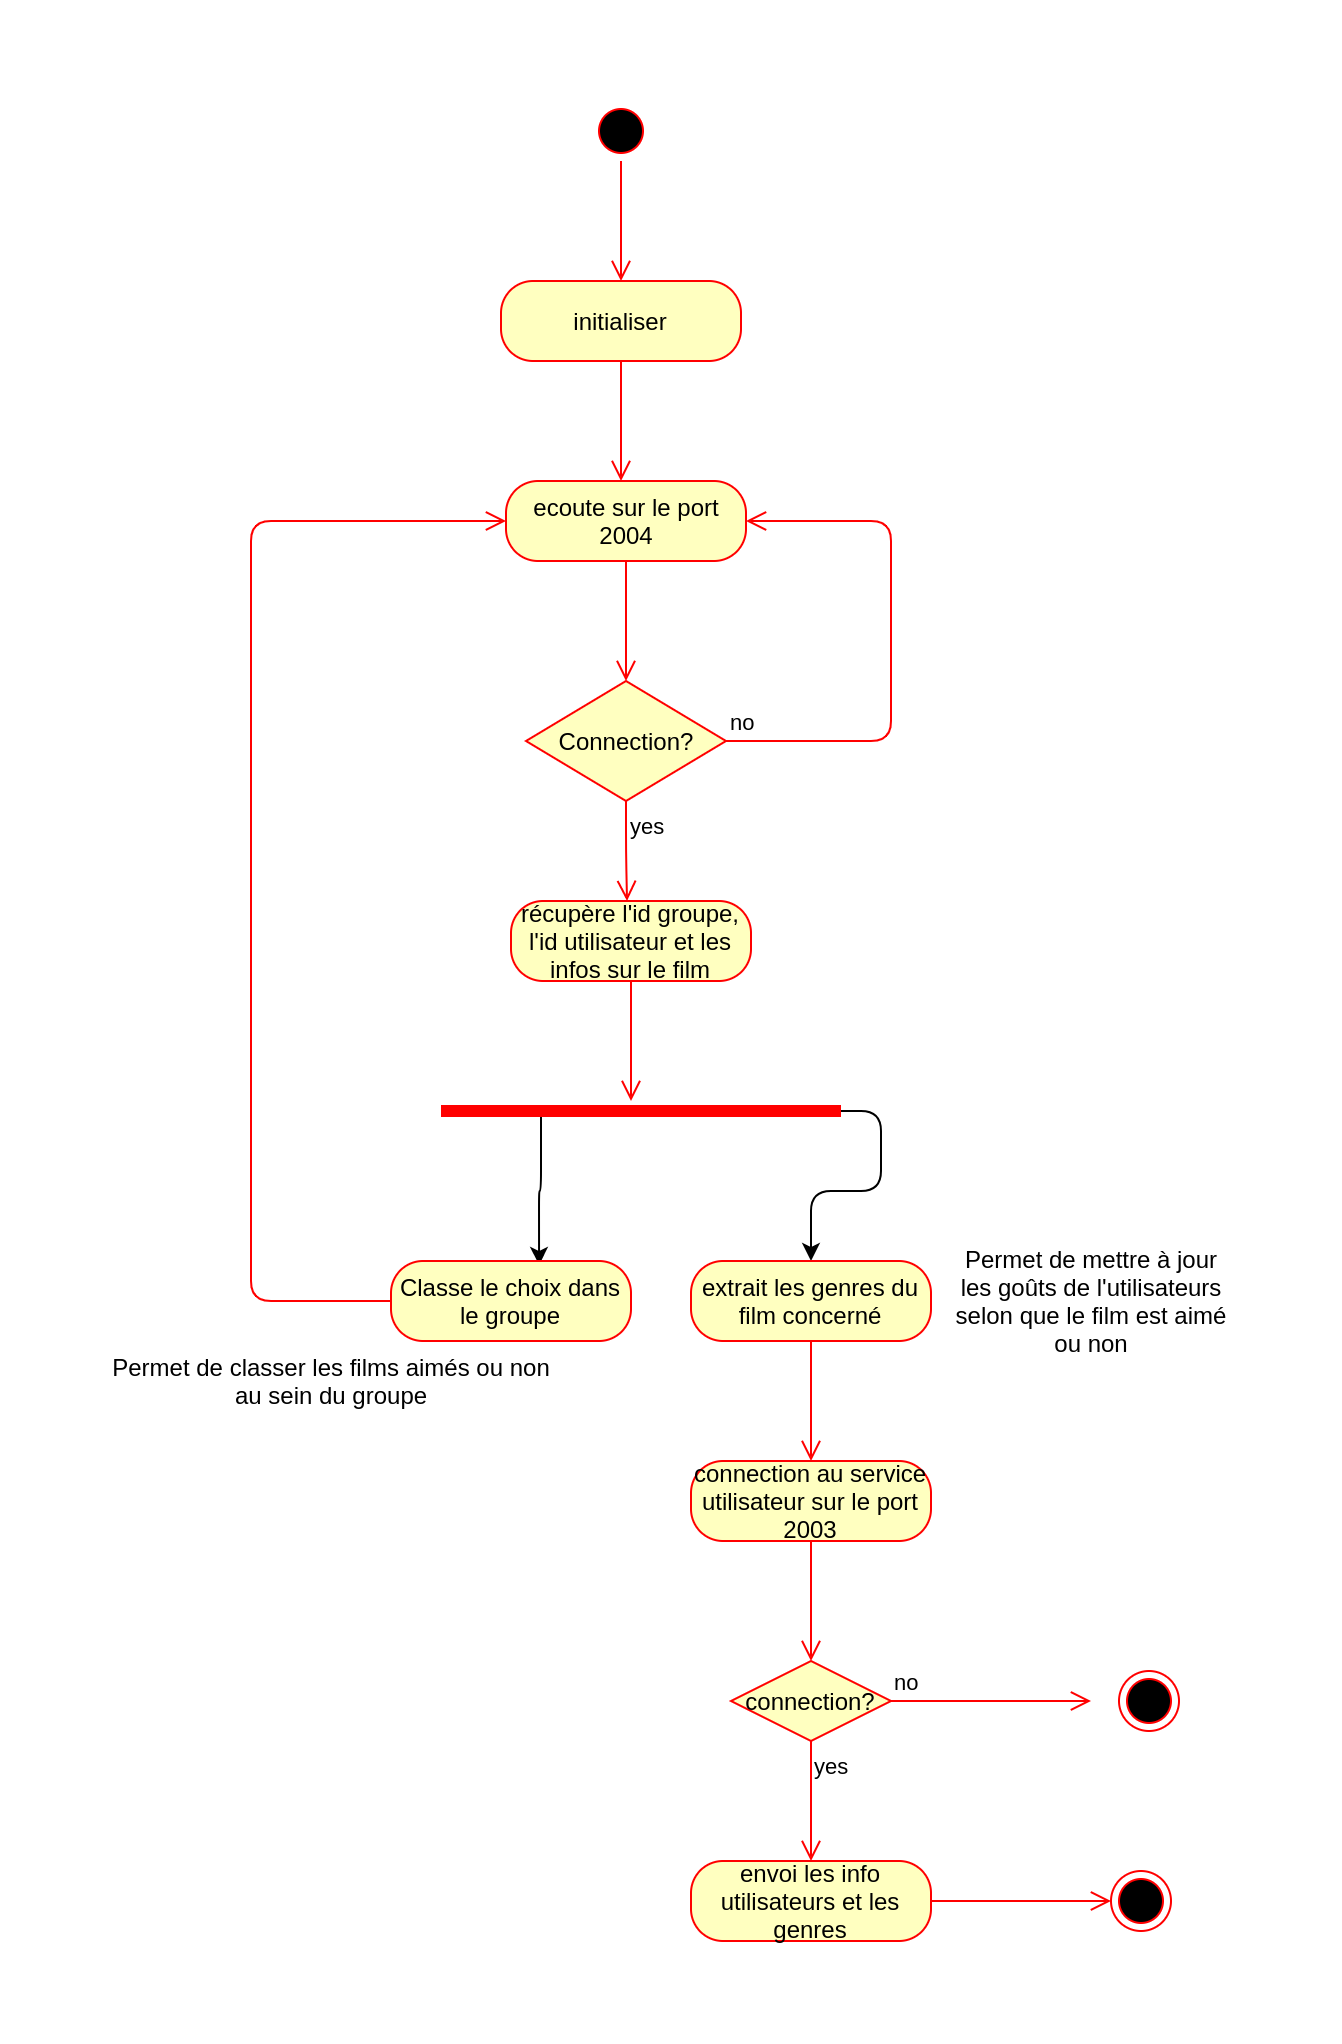 initialiser
ecoute sur le port
2004
Connection?
no
yes
récupère l'id groupe,
l'id utilisateur et les
infos sur le film
Classe le choix dans
le groupe
extrait les genres du
film concerné
Permet de mettre à jour
les goûts de l'utilisateurs
selon que le film est aimé
ou non
Permet de classer les films aimés ou non
au sein du groupe
connection au service
utilisateur sur le port
2003
connection?
no
yes
envoi les info
utilisateurs et les
genres